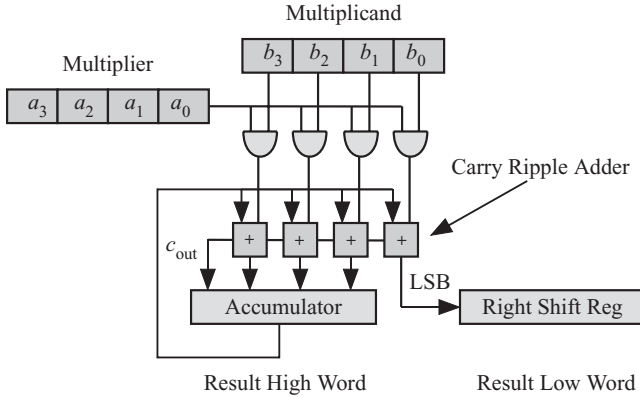 Multiplicand
b3 b2 b1 b0
Multiplier
a3 a2 a1 a0
Carry Ripple Adder
+ + + +
cout
LSB
Accumulator
Right Shift Reg
Result High Word
Result Low Word